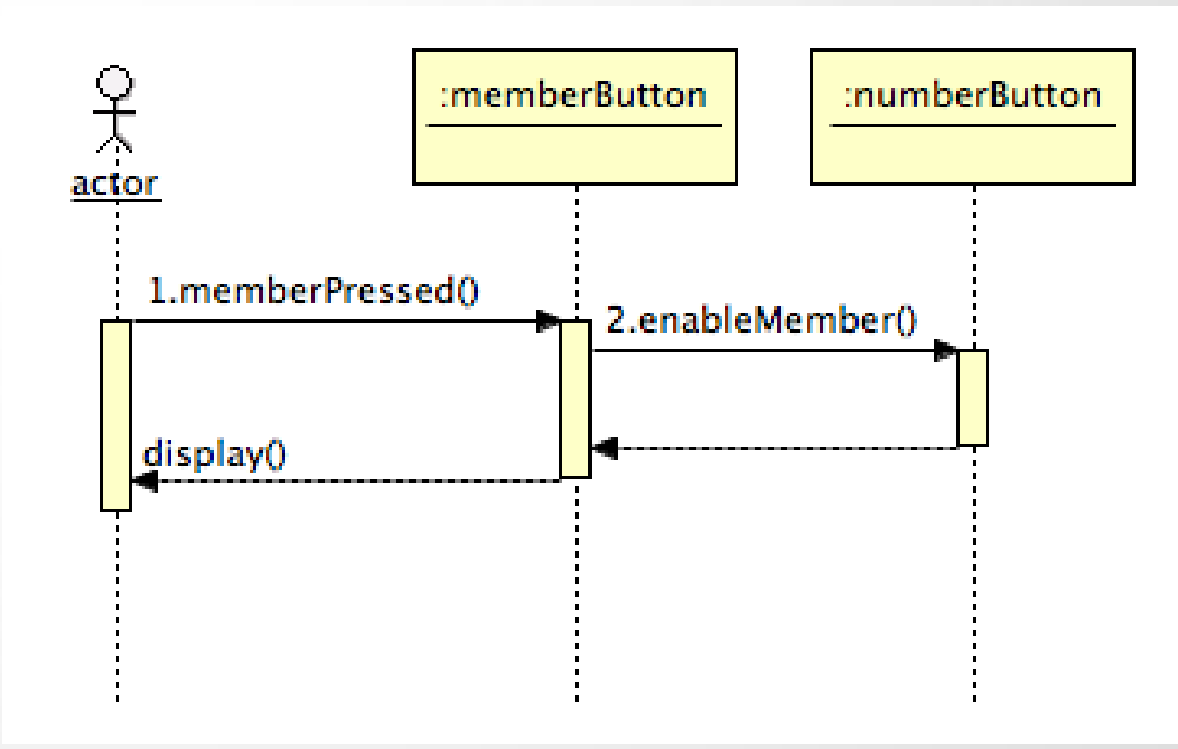 :memberButton
:numberButton
actor
1.memberPressed()
2.enableMember()
display()